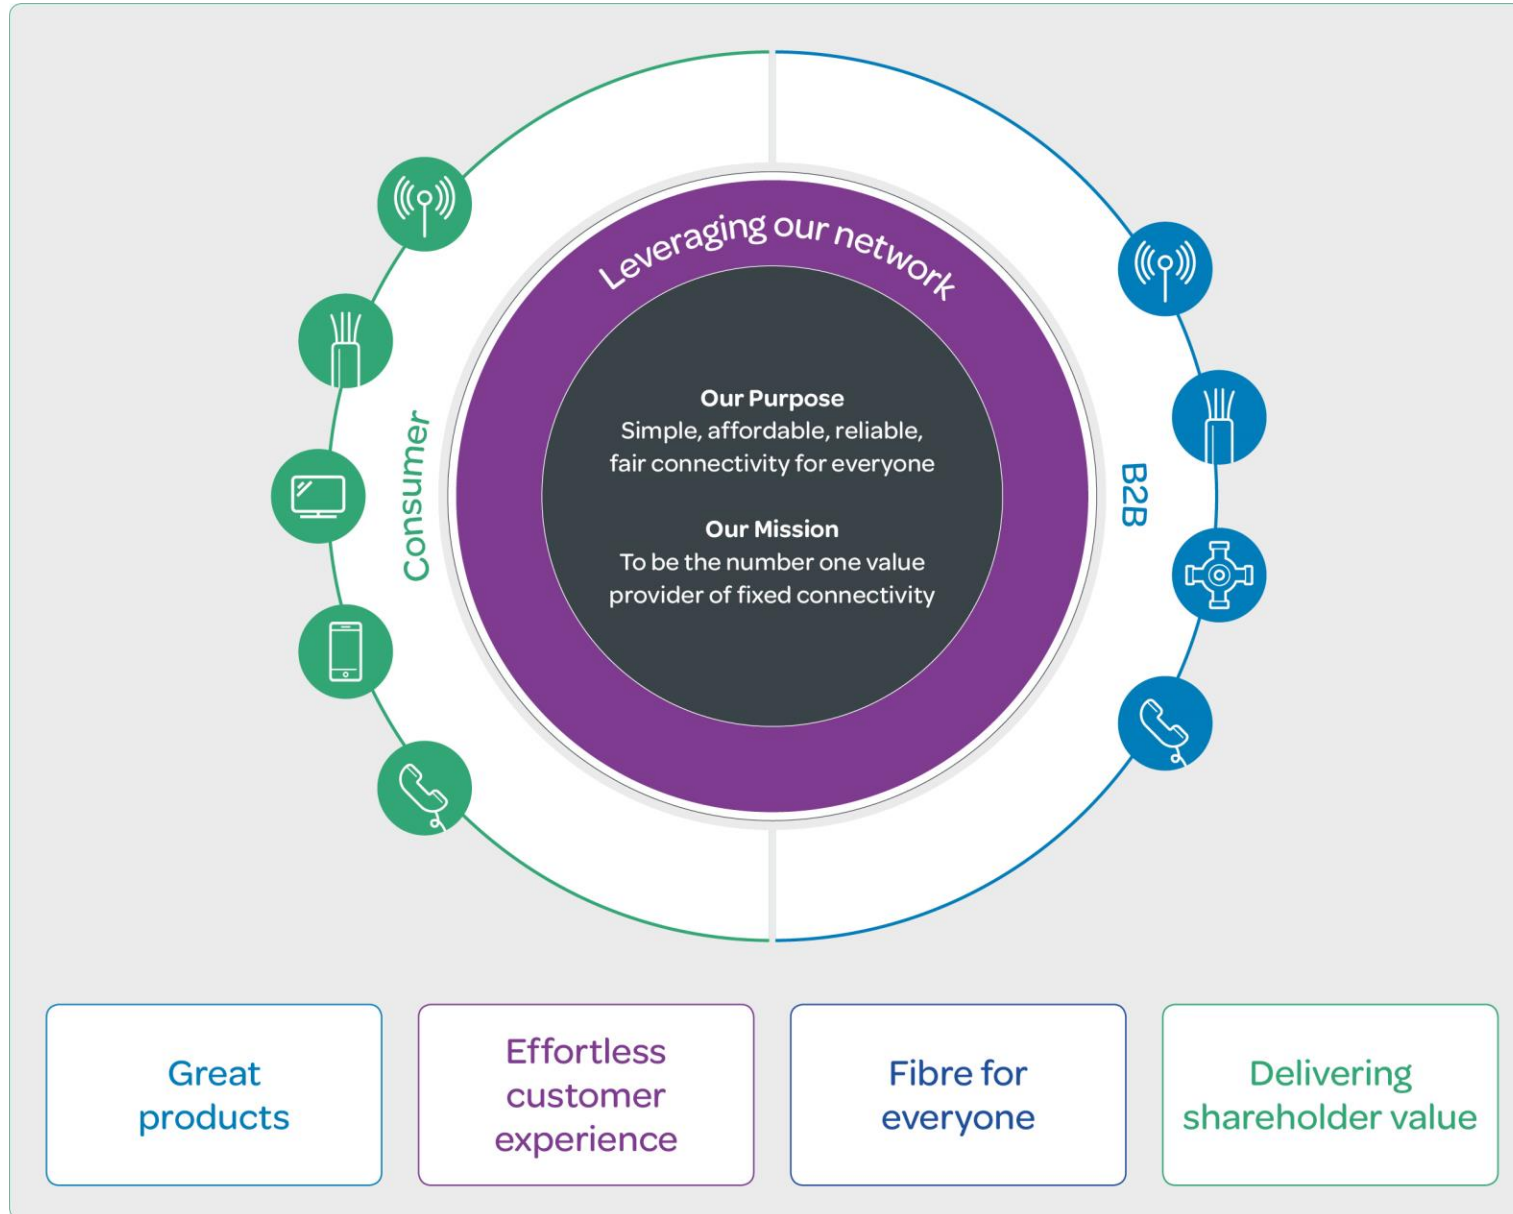 Leveraging our network
Our Purpose
Simple, affordable, reliable,
fair connectivity for everyone
Our Mission
To be the number one value
provider of fixed connectivity
Consumer
B2B
Great
products
Effortless
customer
experience
Fibre for
everyone
Delivering
shareholder value